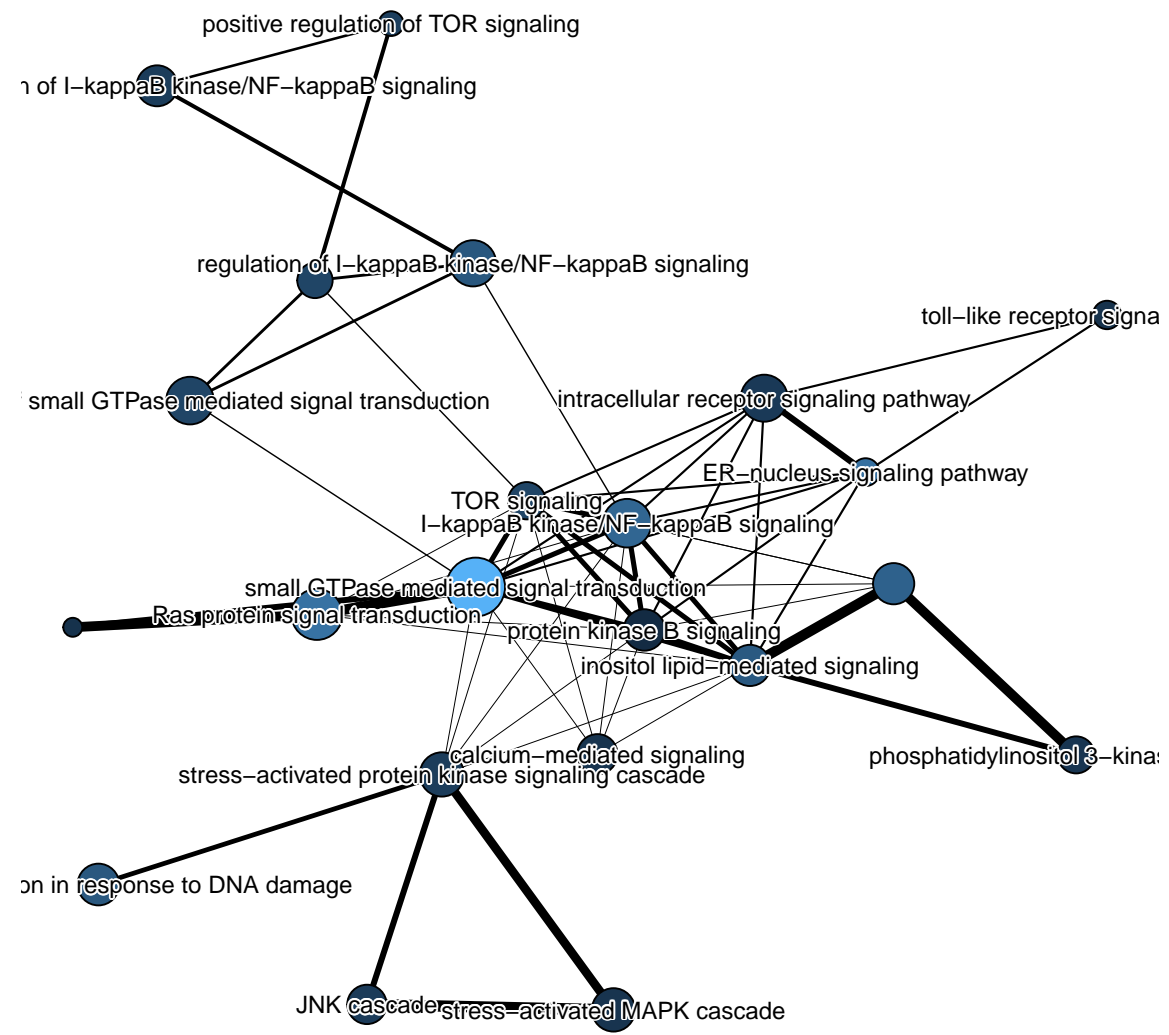 positive regulation of TOR signaling
n of I−kappaB kinase/NF−kappaB signaling
regulation of I−kappaB kinase/NF−kappaB signaling
toll−like receptor signa
small GTPase mediated signal transduction
intracellular receptor signaling pathway
ER−nucleus signaling pathway
TOR signaling
I−kappaB kinase/NF−kappaB signaling
small GTPase mediated signal transduction
Ras protein signal transduction
protein kinase B signaling
inositol lipid−mediated signaling
calcium−mediated signaling
phosphatidylinositol 3−kinas
stress−activated protein kinase signaling cascade
on in response to DNA damage
JNK cascade
stress−activated MAPK cascade